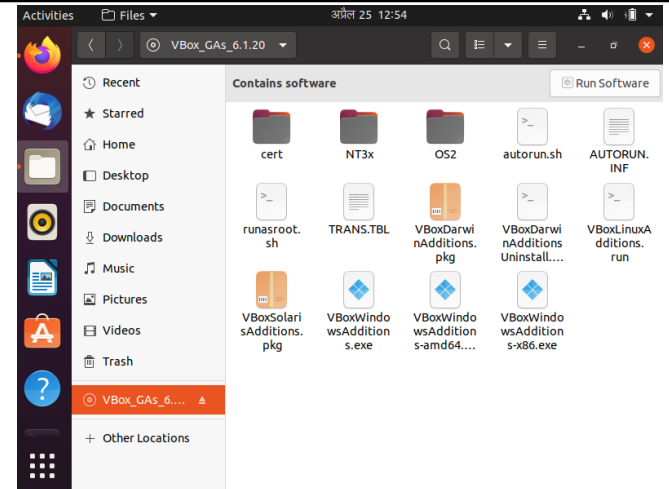 Activities
Files
अप्रैल 25 12:54
VBox_GAs_6.1.20
Recent
Starred
Home
Desktop
Documents
Downloads
Music
Pictures
Videos
Trash
VBox_GAs_6....
Other Locations
Contains software
Run Software
cert
NT3x
OS2
autorun.sh
AUTORUN.
INF
runasroot.
sh
TRANS.TBL
VBoxDarwi
nAdditions.
pkg
VBoxDarwi
nAdditions
Uninstall....
VBoxLinuxA
dditions.
run
VBoxSolari
sAdditions.
pkg
VBoxWindo
wsAddition
s.exe
VBoxWindo
wsAddition
s-amd64....
VBoxWindo
wsAddition
s-x86.exe